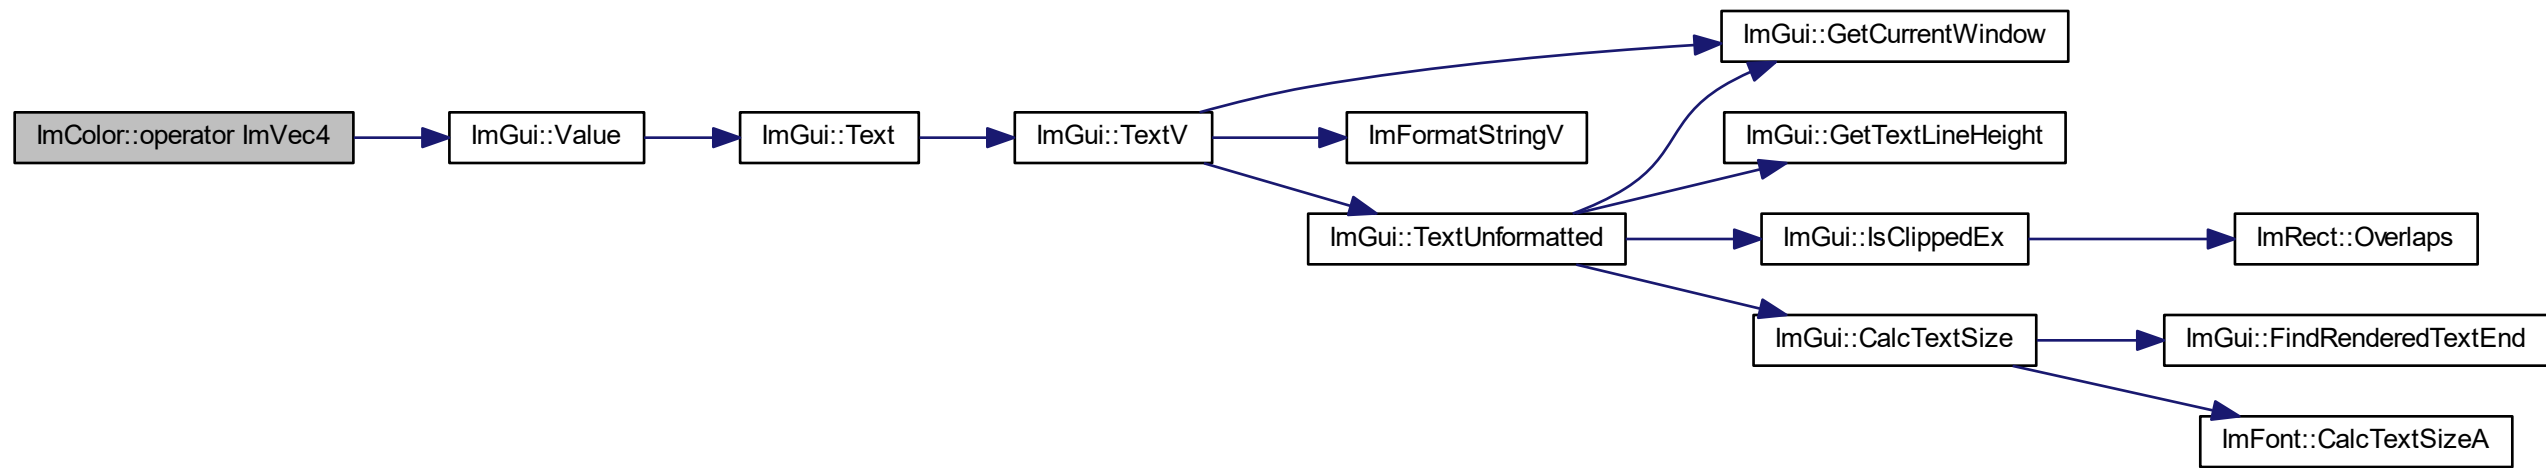 ImGui::GetCurrentWindow
ImColor::operator ImVec4
ImGui::Value
ImGui::Text
ImGui::TextV
ImFormatStringV
ImGui::GetTextLineHeight
ImGui::TextUnformatted
ImGui::IsClippedEx
ImRect::Overlaps
ImGui::CalcTextSize
ImGui::FindRenderedTextEnd
ImFont::CalcTextSizeA